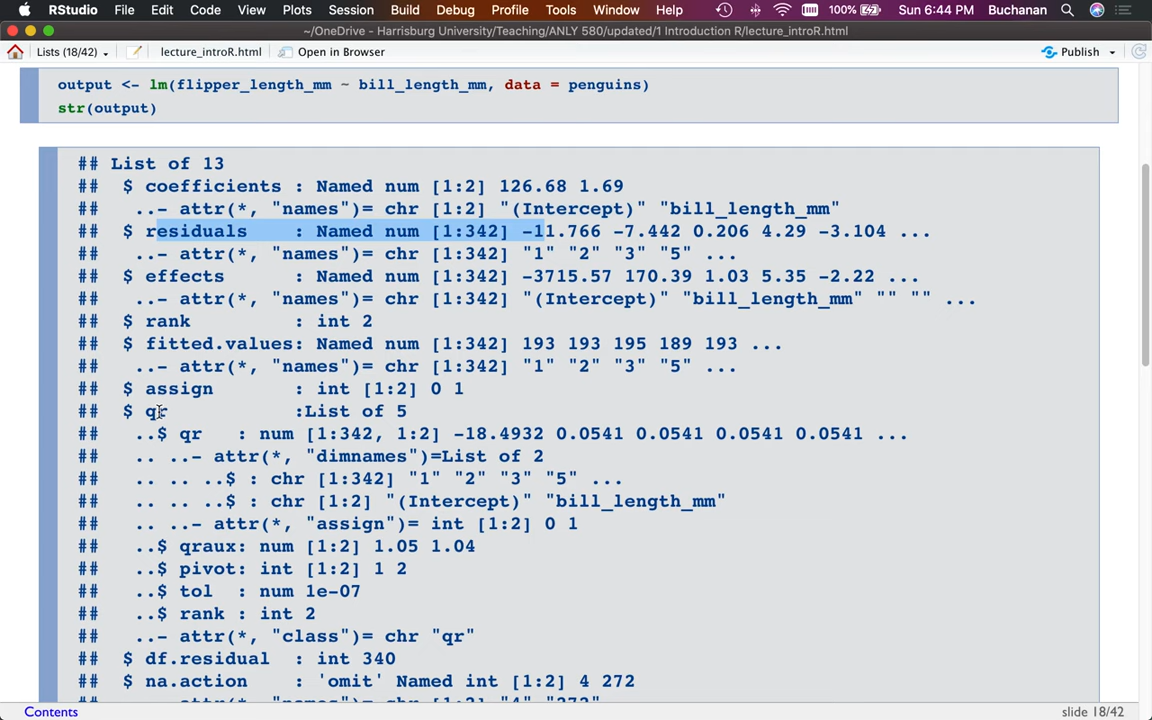 RStudio File Edit Code View Plots Session Build Debug Profile Tools Window Help 100% Sun 6:44 PM Buchanan
~/OneDrive - Harrisburg University/Teaching/ANLY 580/updated/1 Introduction R/lecture_introR.html
Lists (18/42) lecture_introR.html Open in Browser Publish
output <- lm(flipper_length_mm ~ bill_length_mm, data = penguins)
str(output)
## List of 13
## $ coefficients : Named num [1:2] 126.68 1.69
## ..- attr(*, "names")= chr [1:2] "(Intercept)" "bill_length_mm"
## $ residuals : Named num [1:342] -11.766 -7.442 0.206 4.29 -3.104 ...
## ..- attr(*, "names")= chr [1:342] "1" "2" "3" "5" ...
## $ effects : Named num [1:342] -3715.57 170.39 1.03 5.35 -2.22 ...
## ..- attr(*, "names")= chr [1:342] "(Intercept)" "bill_length_mm" "" "" ...
## $ rank : int 2
## $ fitted.values: Named num [1:342] 193 193 195 189 193 ...
## ..- attr(*, "names")= chr [1:342] "1" "2" "3" "5" ...
## $ assign : int [1:2] 0 1
## $ qr :List of 5
## ..$ qr : num [1:342, 1:2] -18.4932 0.0541 0.0541 0.0541 0.0541 ...
## .. ..- attr(*, "dimnames")=List of 2
## .. .. ..$ : chr [1:342] "1" "2" "3" "5" ...
## .. .. ..$ : chr [1:2] "(Intercept)" "bill_length_mm"
## .. ..- attr(*, "assign")= int [1:2] 0 1
## ..$ qraux: num [1:2] 1.05 1.04
## ..$ pivot: int [1:2] 1 2
## ..$ tol : num 1e-07
## ..$ rank : int 2
## ..- attr(*, "class")= chr "qr"
## $ df.residual : int 340
## $ na.action : 'omit' Named int [1:2] 4 272
## ..- attr(*, "names")= chr [1:2] "4" "272"
Contents slide 18/42